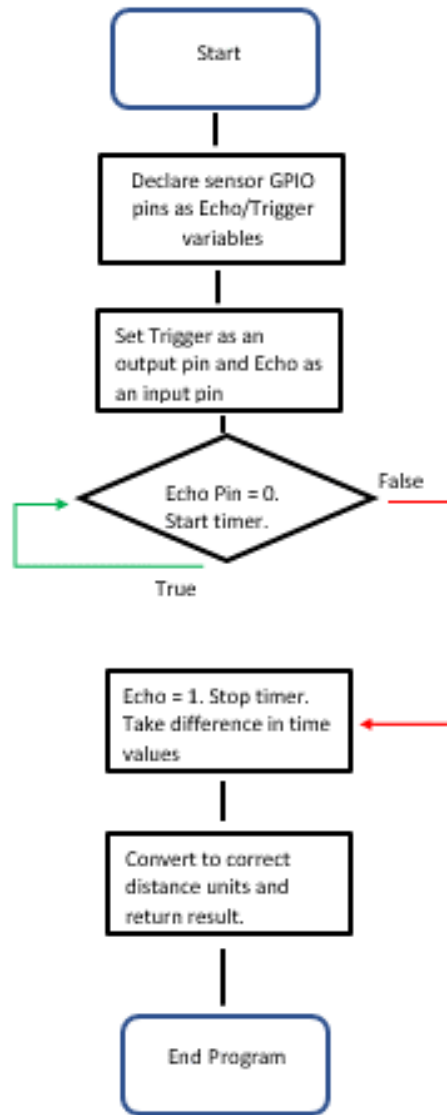 Start
Declare sensor GPIO
pins as Echo/Trigger
variables
Set Trigger as an
output pin and Echo as
an input pin
Echo Pin = 0.
Start timer.
False
True
Echo = 1. Stop timer.
Take difference in time
values
Convert to correct
distance units and
return result.
End Program